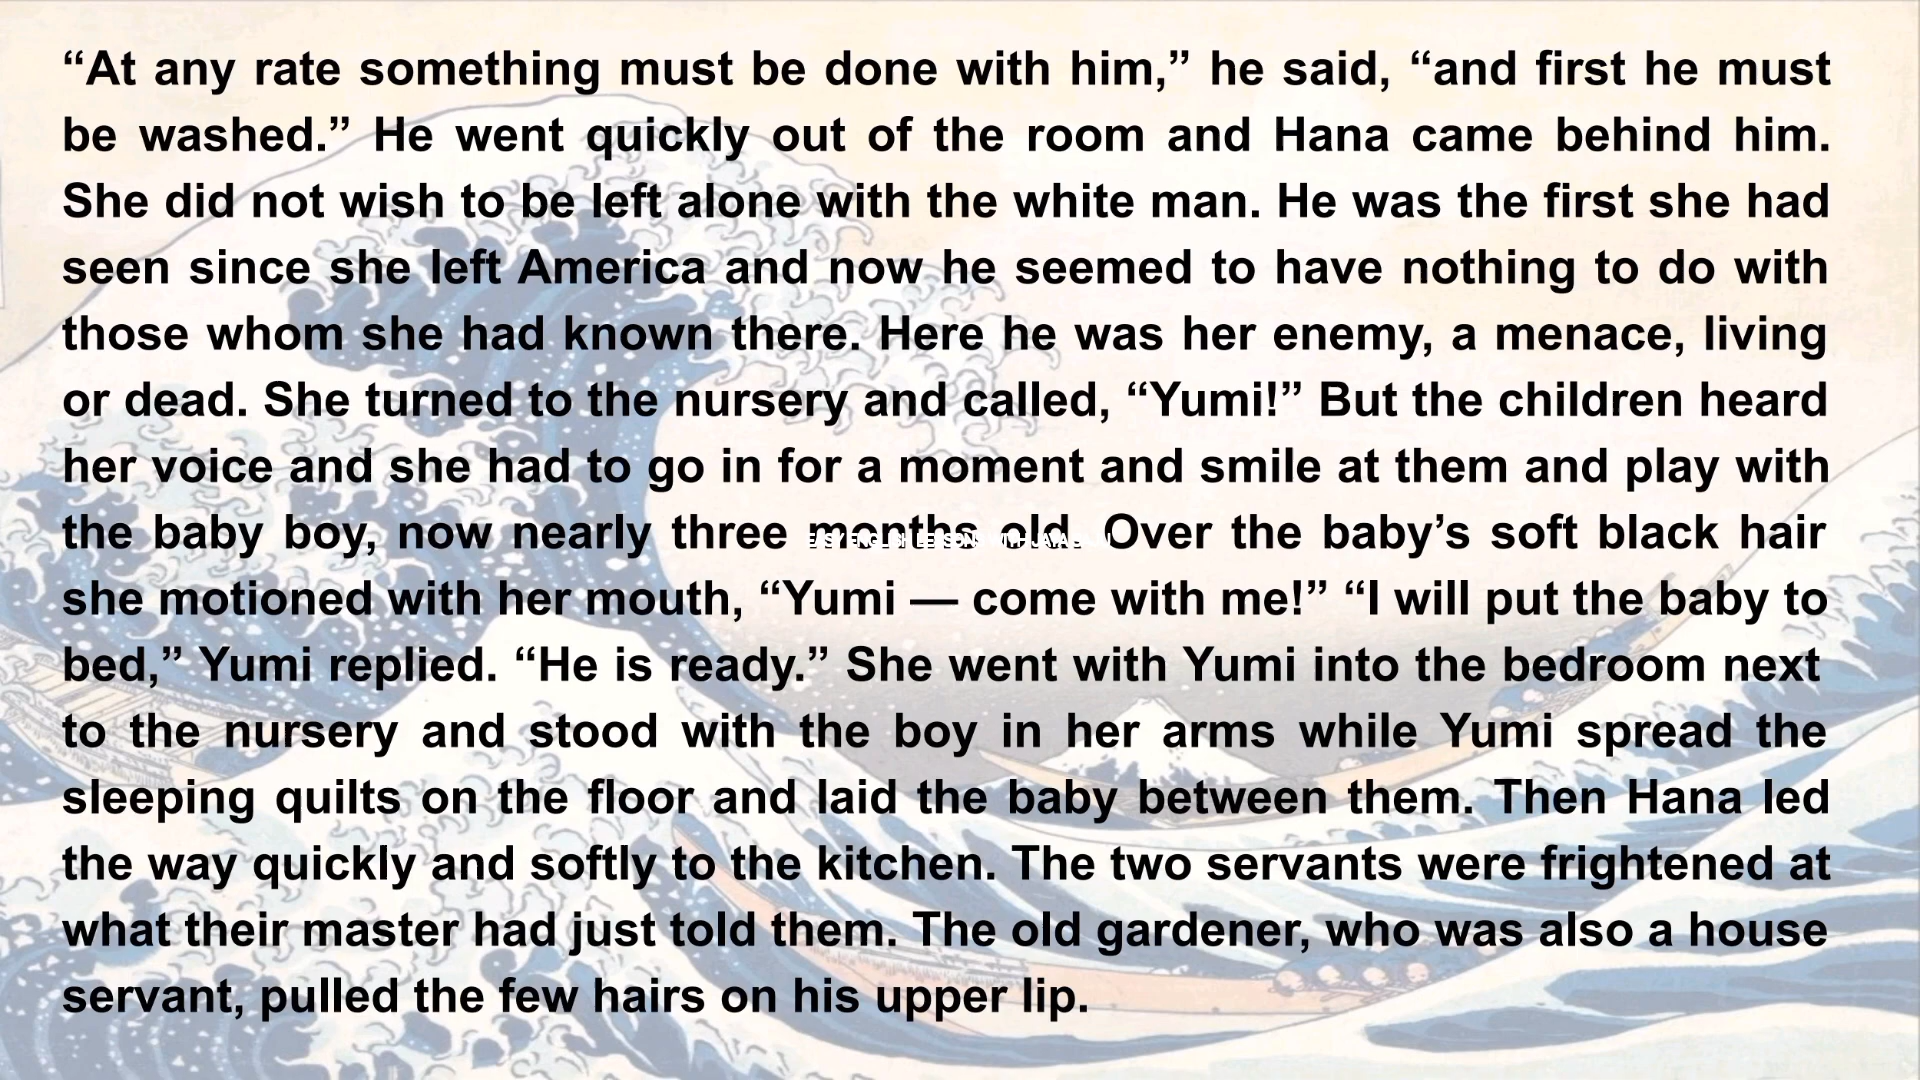 “At any rate something must be done with him,” he said, “and first he must
be washed.” He went quickly out of the room and Hana came behind him.
She did not wish to be left alone with the white man. He was the first she had
seen since she left America and now he seemed to have nothing to do with
those whom she had known there. Here he was her enemy, a menace, living
or dead. She turned to the nursery and called, “Yumi!” But the children heard
her voice and she had to go in for a moment and smile at them and play with
the baby boy, now nearly three months old. Over the baby’s soft black hair
she motioned with her mouth, “Yumi — come with me!” “I will put the baby to
bed,” Yumi replied. “He is ready.” She went with Yumi into the bedroom next
to the nursery and stood with the boy in her arms while Yumi spread the
sleeping quilts on the floor and laid the baby between them. Then Hana led
the way quickly and softly to the kitchen. The two servants were frightened at
what their master had just told them. The old gardener, who was also a house
servant, pulled the few hairs on his upper lip.
EASY ENGLISH LESSONS WITH